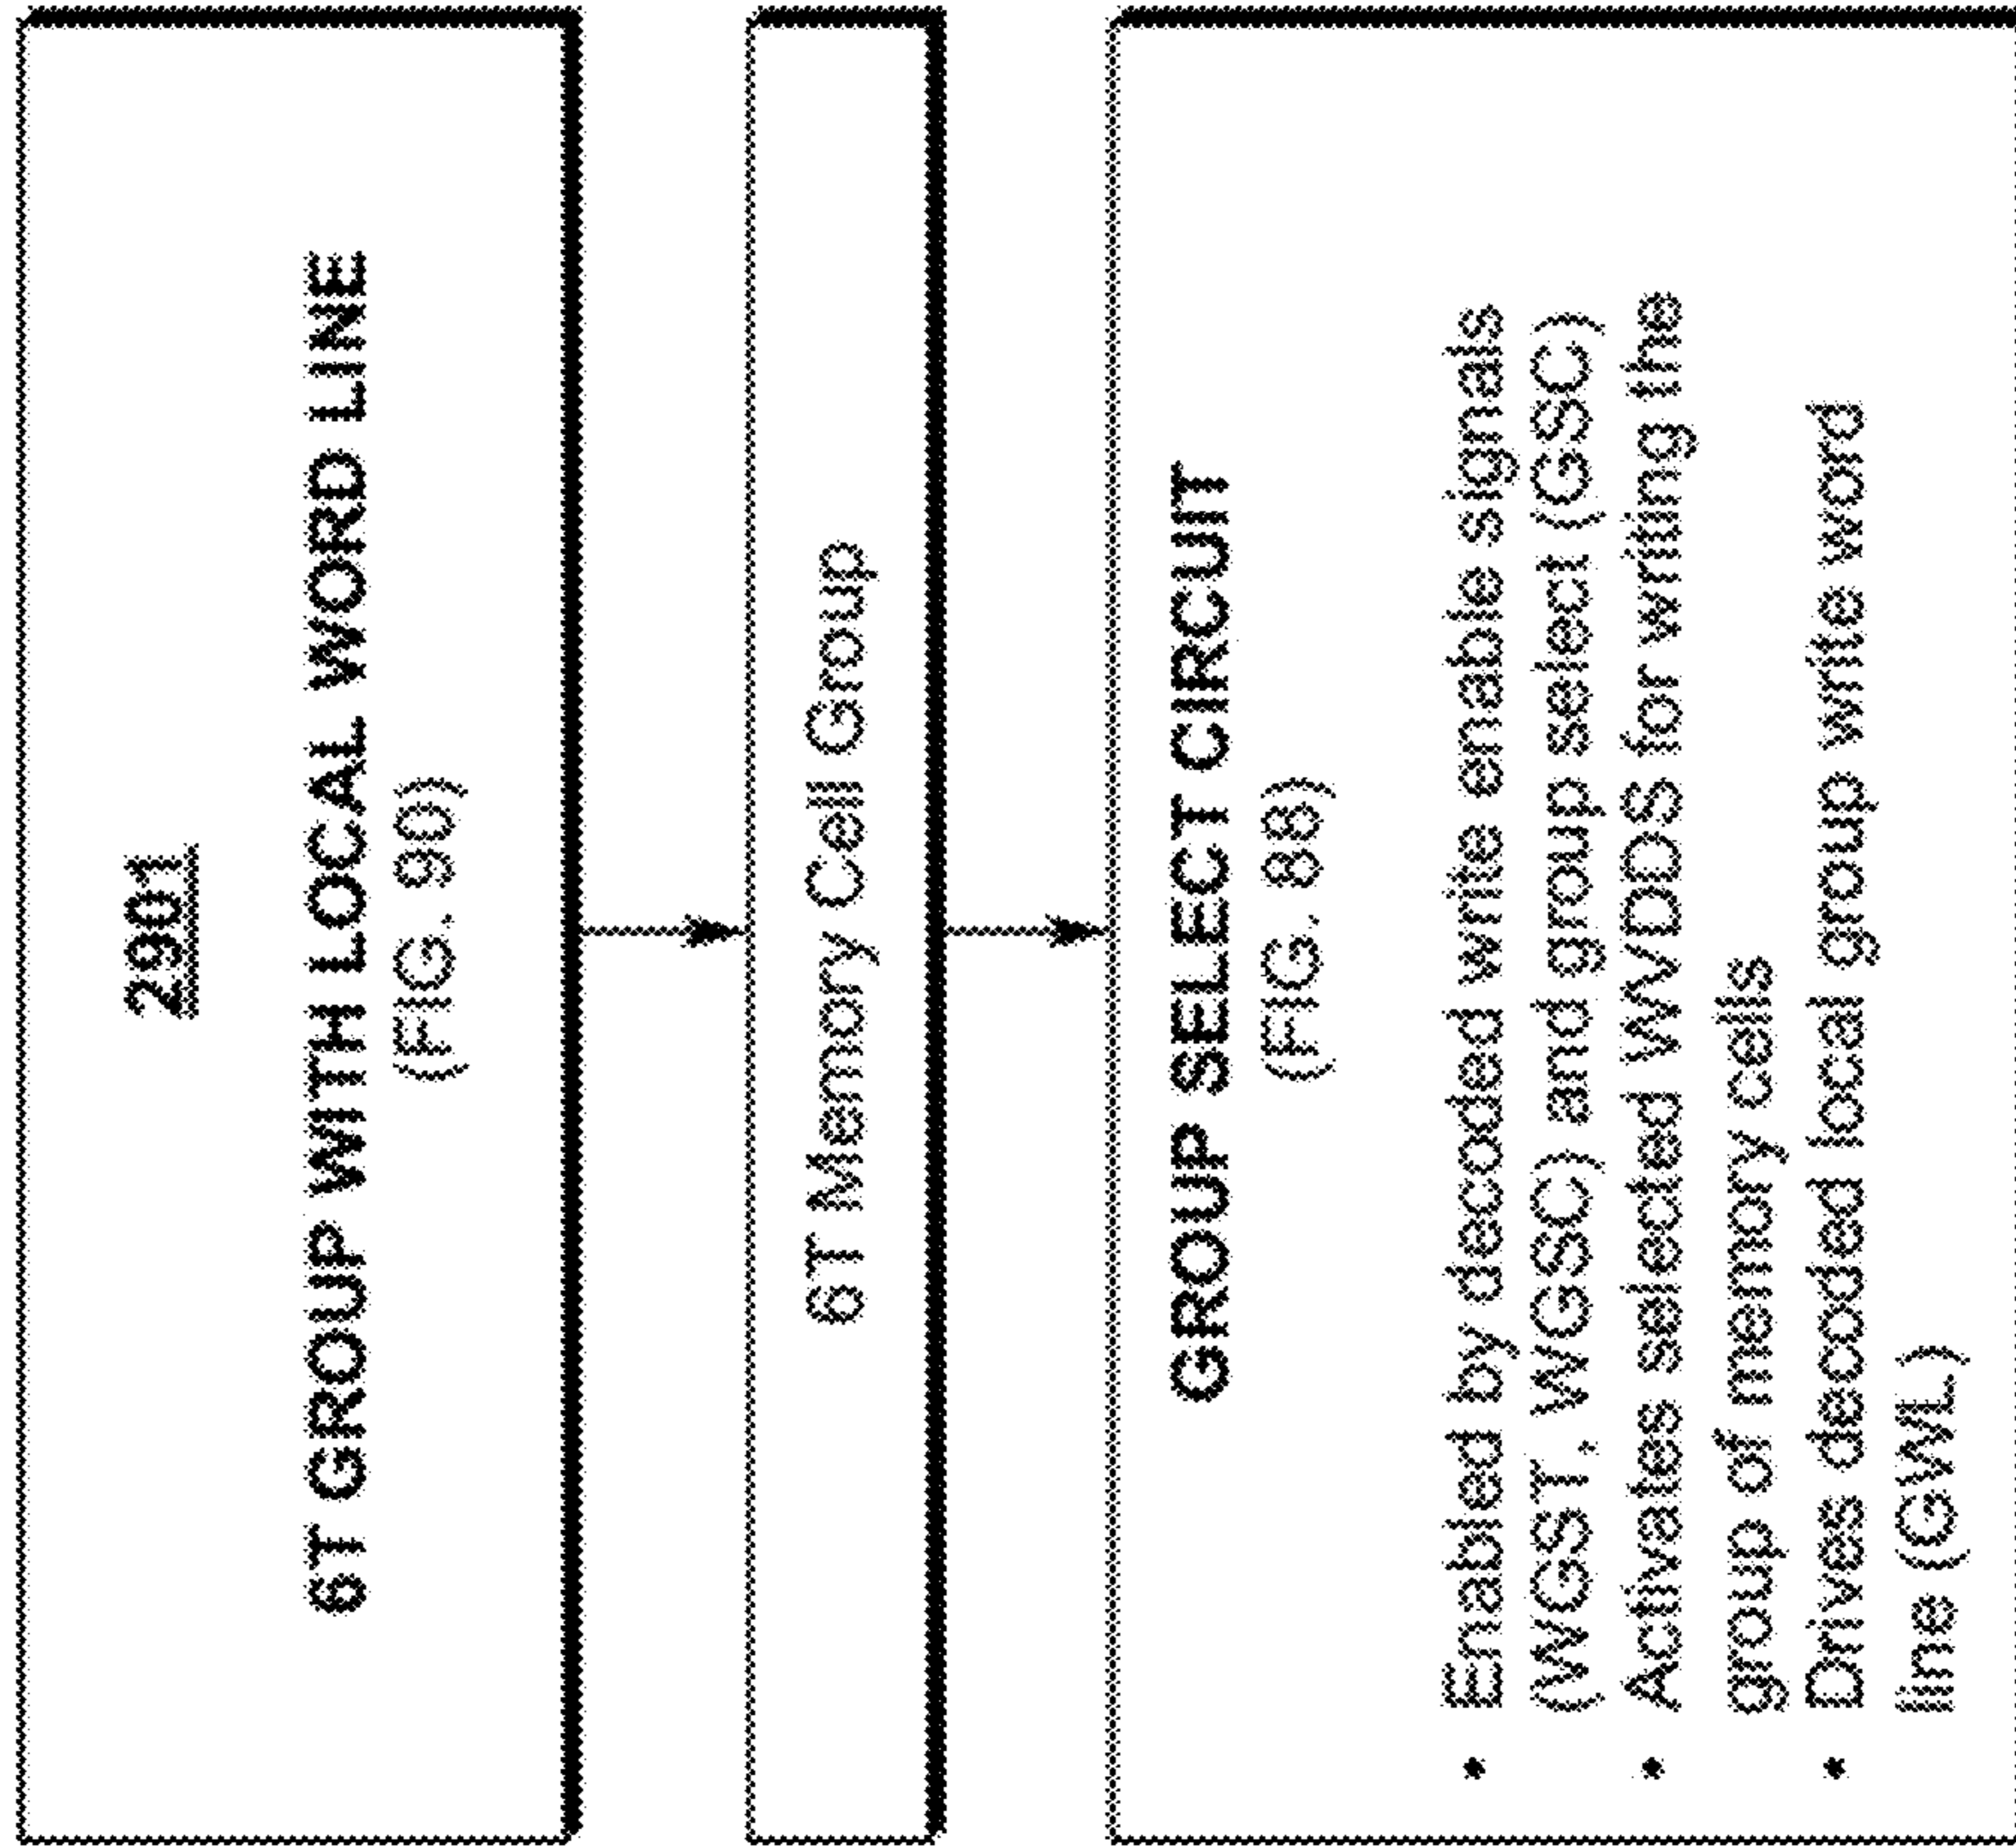 2901
6T GROUP WITH LOCAL WORD LINE
(FIG. 90)
6T Memory Cell Group
GROUP SELECT CIRCUIT
(FIG. 88)
• Enabled by decoded write enable signals
(WGST, WGSC) and group select (GSC)
• Activates selected WVDDS for writing the
group of memory cells
• Drives decoded local group write word
line (GWL)